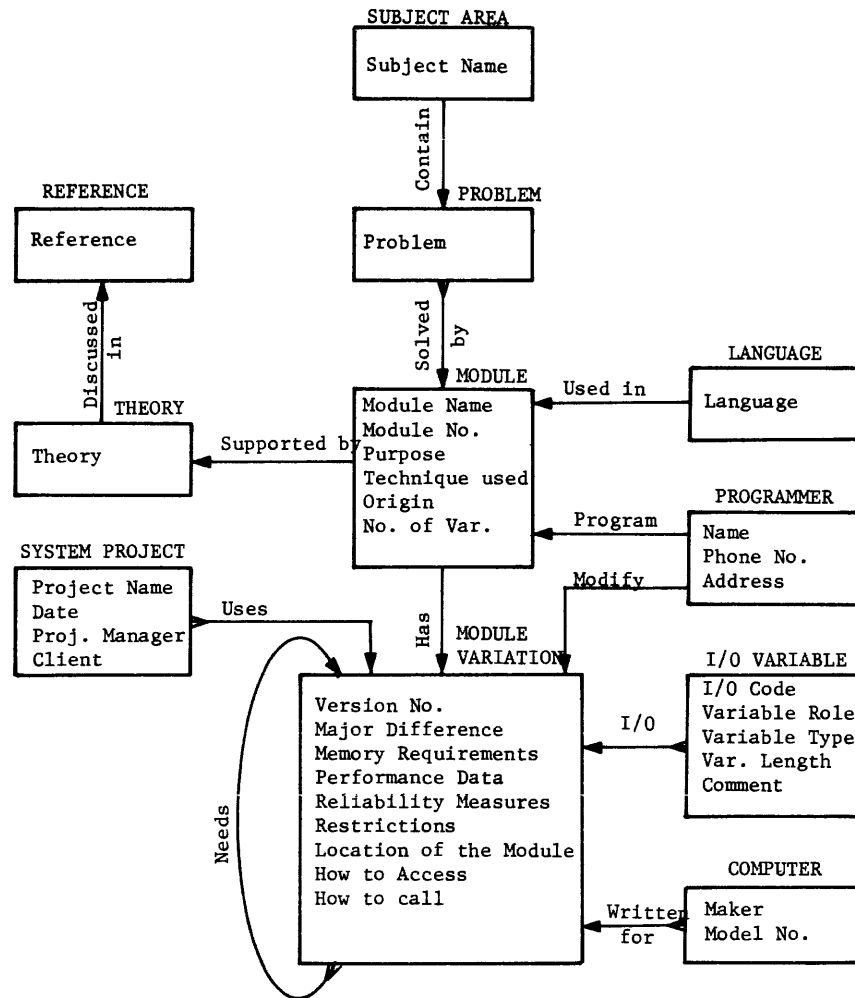 SUBJECT AREA
Subject Name
Contain
PROBLEM
Problem
REFERENCE
Reference
Discussed
in
Solved
by
THEORY
Theory
Supported by
MODULE
Module Name
Module No.
Purpose
Technique used
Origin
No. of Var.
Used in
LANGUAGE
Language
Program
PROGRAMMER
Name
Phone No.
Address
Modify
SYSTEM PROJECT
Project Name
Date
Proj. Manager
Client
Uses
Has
MODULE
VARIATION
Version No.
Major Difference
Memory Requirements
Performance Data
Reliability Measures
Restrictions
Location of the Module
How to Access
How to call
Needs
I/O
I/O VARIABLE
I/O Code
Variable Role
Variable Type
Var. Length
Comment
Written
for
COMPUTER
Maker
Model No.